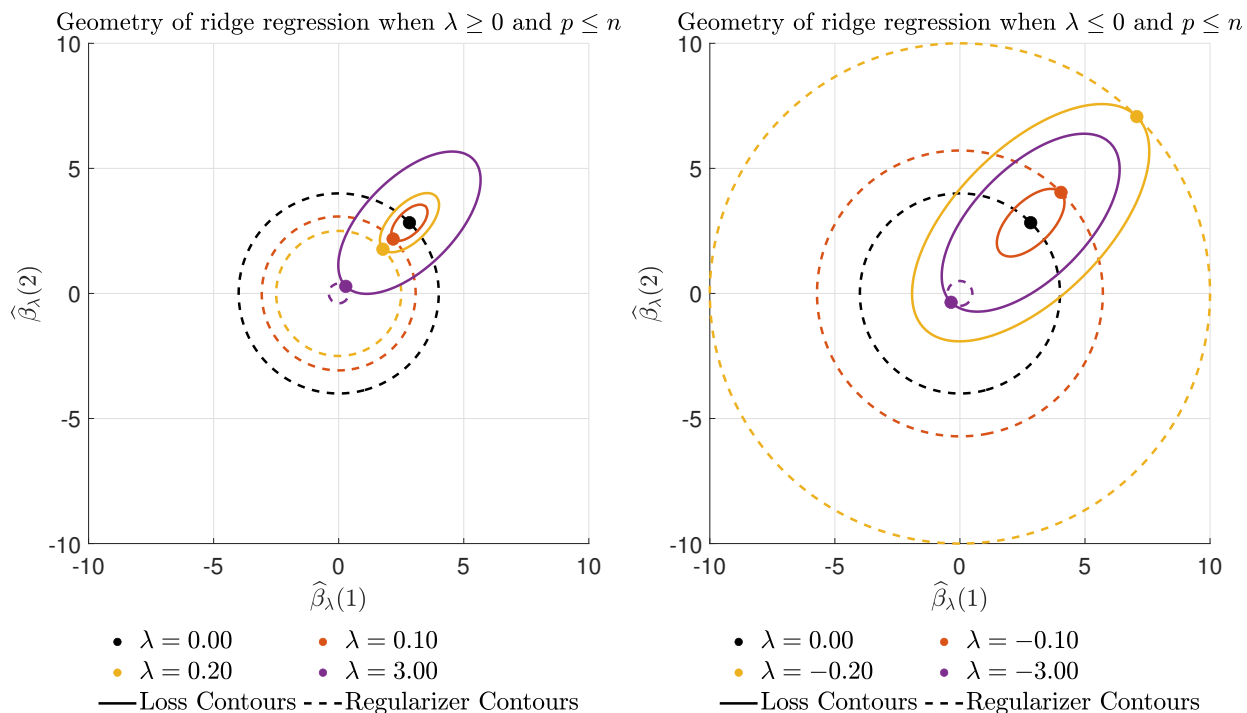 Geometry of ridge regression when λ ≥ 0 and p ≤ n
10
5
0
-5
-10
-10
-5
0
5
10
β̂λ(2)
β̂λ(1)
λ = 0.00
λ = 0.10
λ = 0.20
λ = 3.00
Loss Contours
Regularizer Contours
Geometry of ridge regression when λ ≤ 0 and p ≤ n
10
5
0
-5
-10
-10
-5
0
5
10
β̂λ(2)
β̂λ(1)
λ = 0.00
λ = −0.10
λ = −0.20
λ = −3.00
Loss Contours
Regularizer Contours